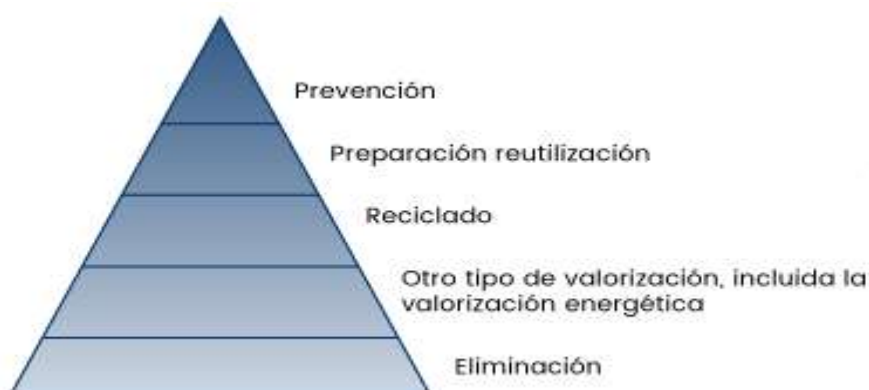 Prevención
Preparación reutilización
Reciclado
Otro tipo de valorización, incluida la
valorización energética
Eliminación